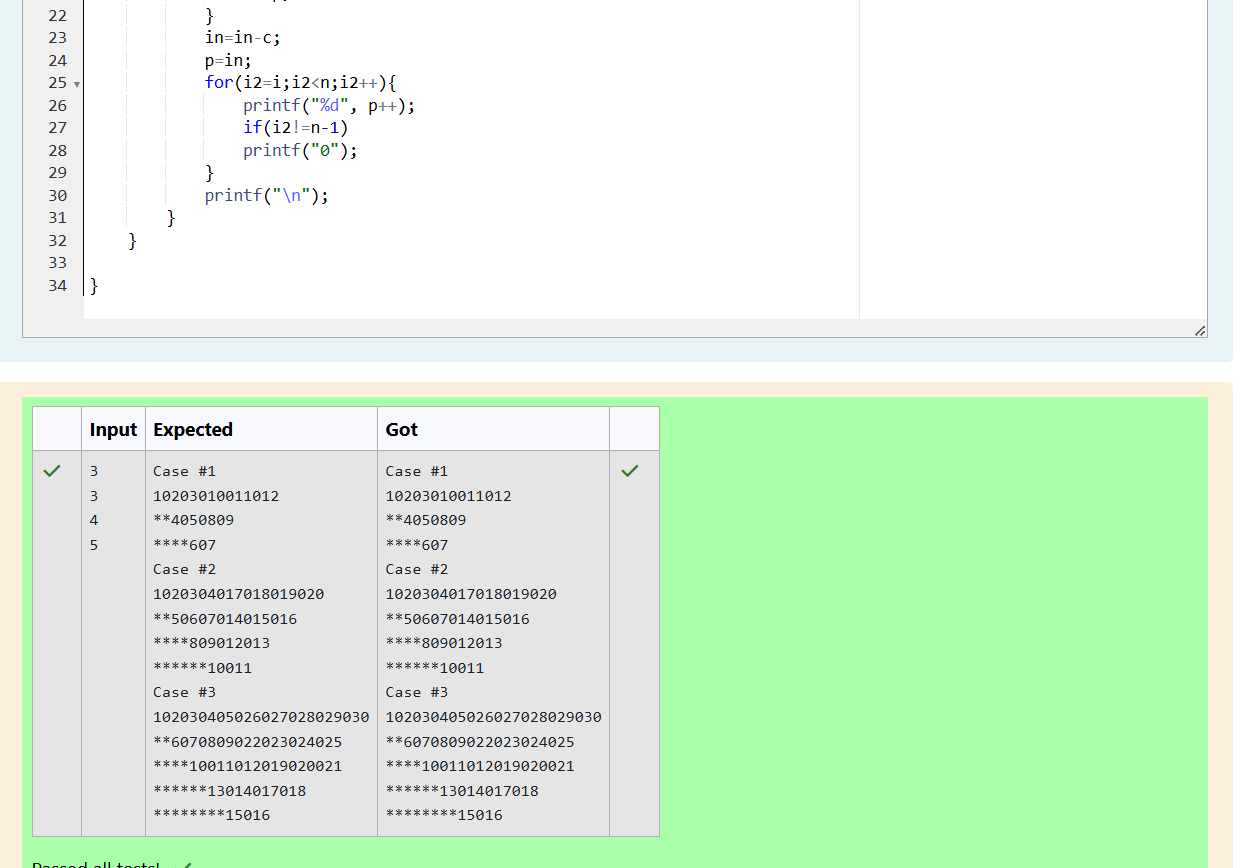 22 }
23 in=in-c;
24 p=in;
25 for(i2=i;i2<n;i2++){
26 printf("%d", p++);
27 if(i2!=n-1)
28 printf("0");
29 }
30 printf("\n");
31 }
32 }
33
34 }
Input Expected Got
3 Case #1 Case #1
3 10203010011012 10203010011012
4 **4050809 **4050809
5 ****607 ****607
Case #2 Case #2
1020304017018019020 1020304017018019020
**50607014015016 **50607014015016
****809012013 ****809012013
******10011 ******10011
Case #3 Case #3
102030405026027028029030 102030405026027028029030
**6070809022023024025 **6070809022023024025
****10011012019020021 ****10011012019020021
******13014017018 ******13014017018
********15016 ********15016
Passed all tests!